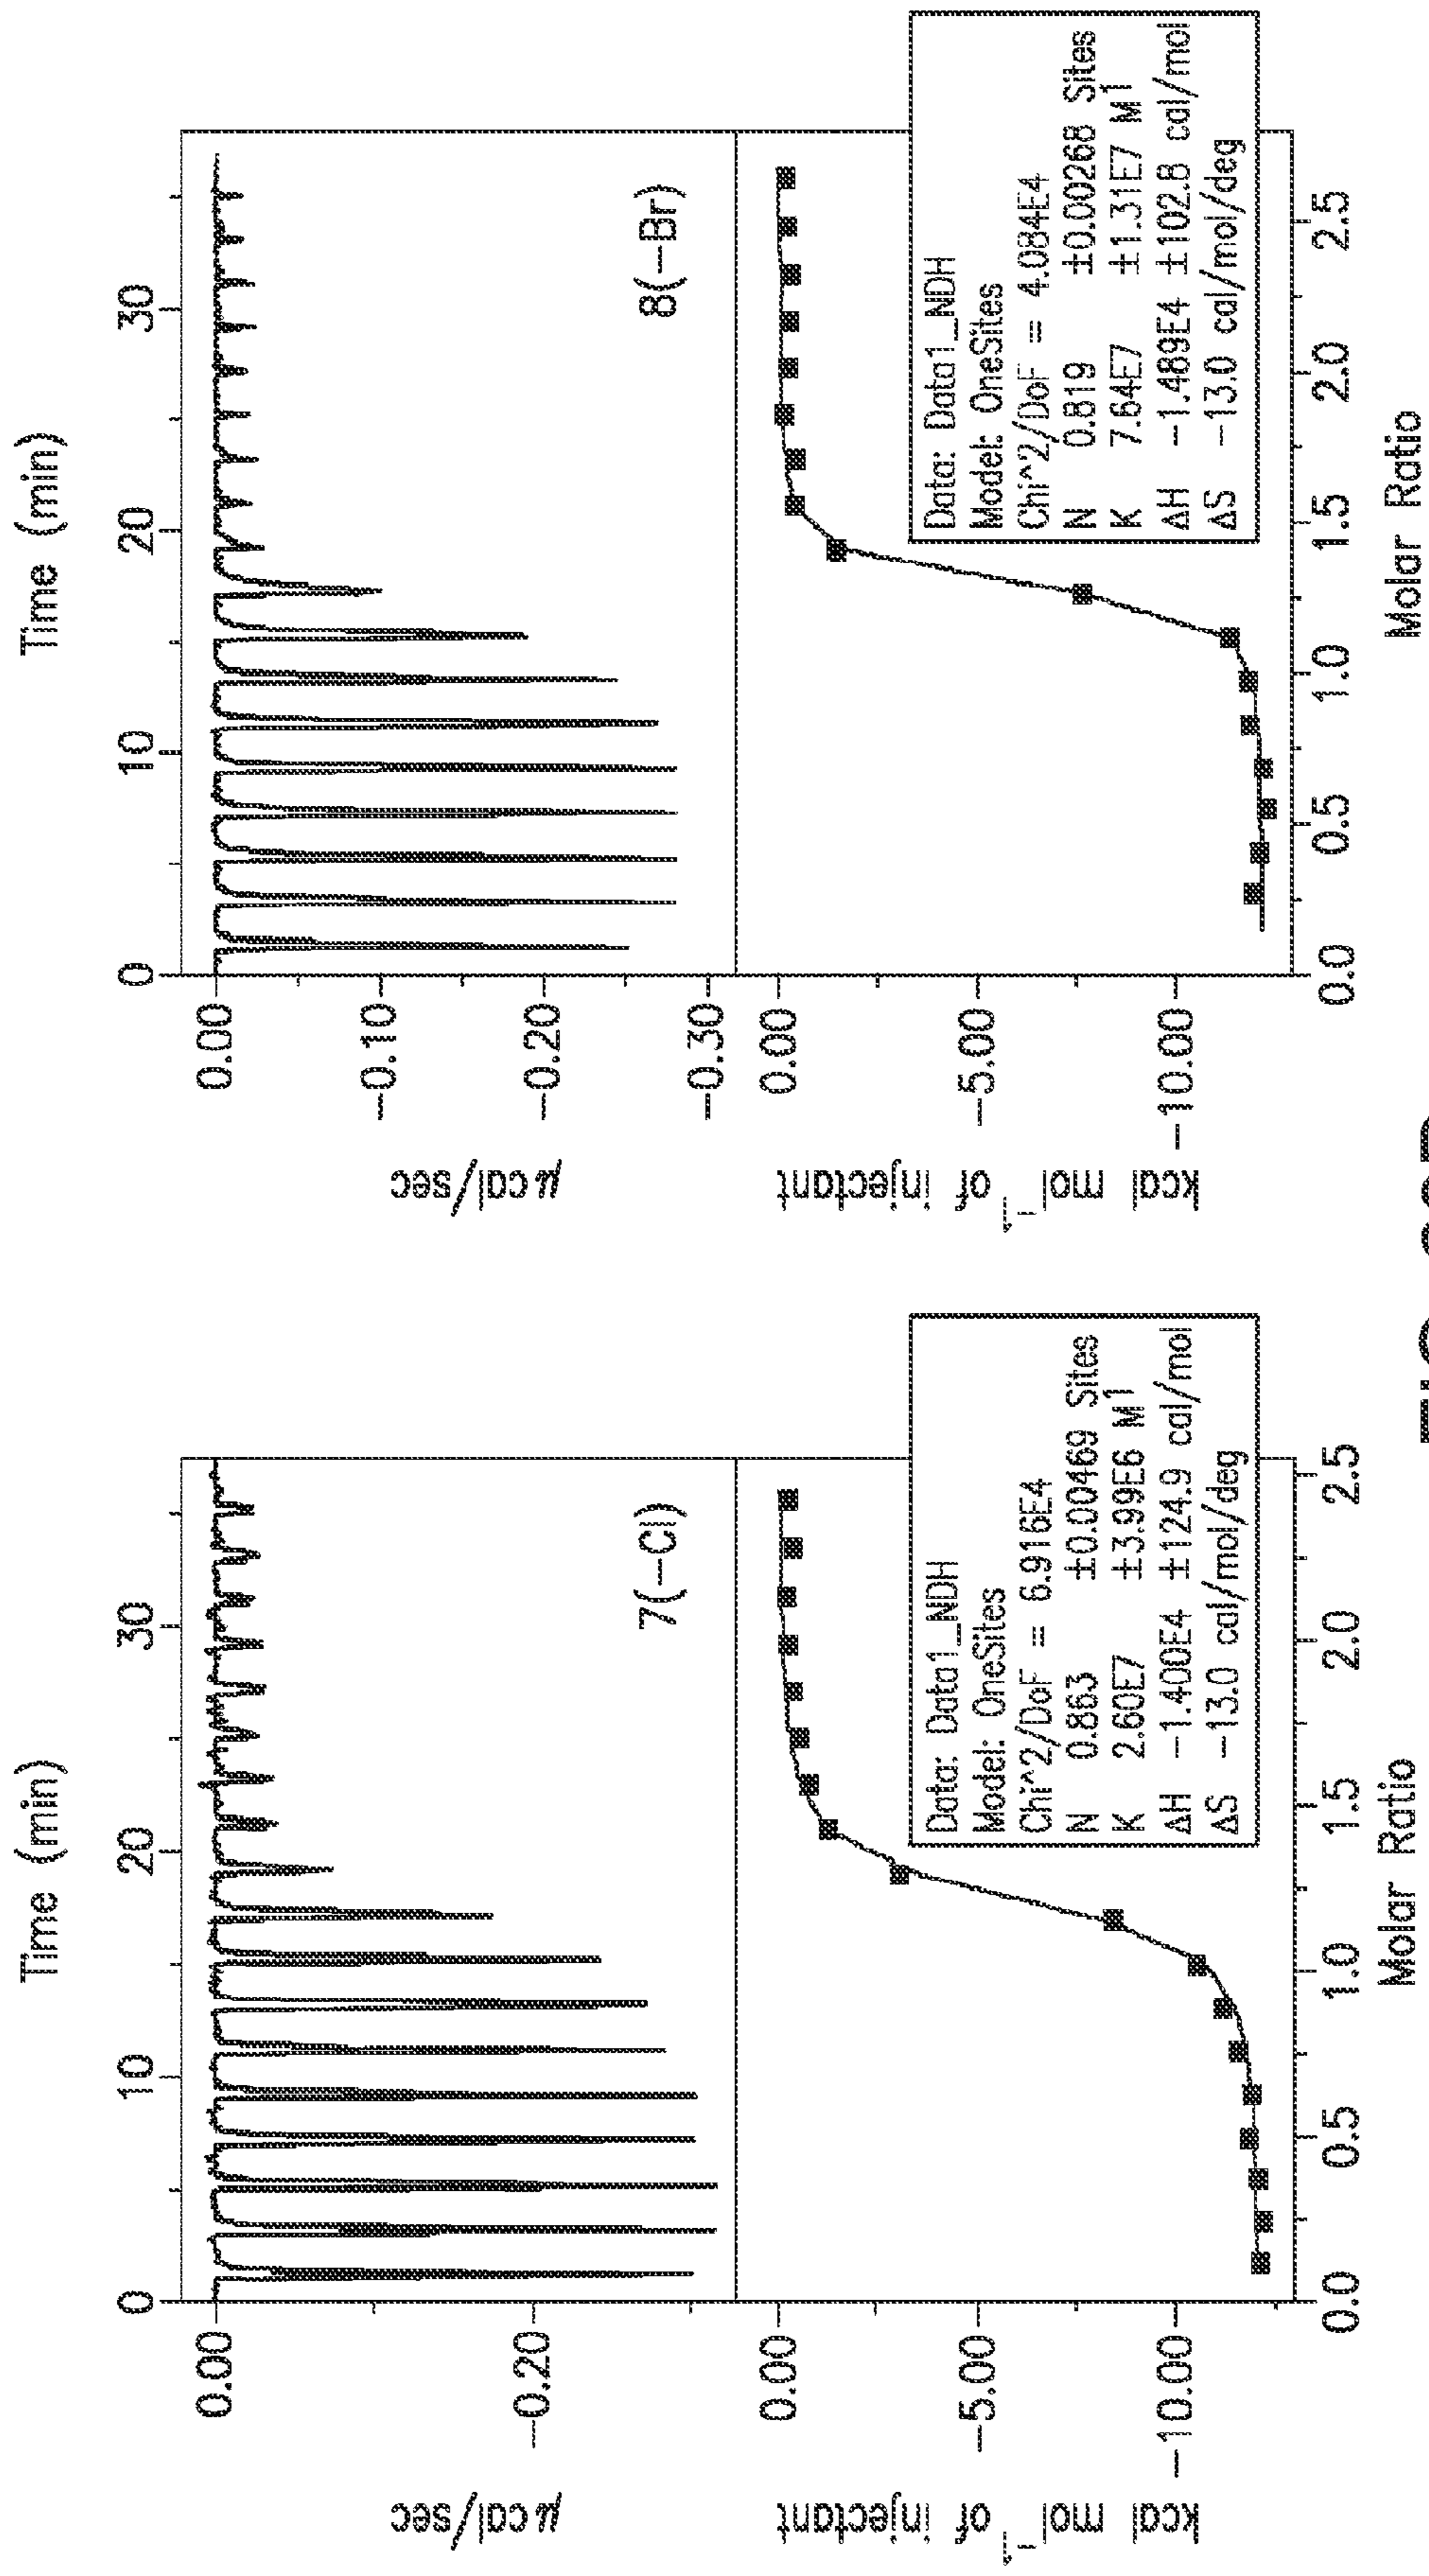 Time (min)
0 10 20 30
0.00
−0.20
μcal/sec
7(−Cl)
0.00
−5.00
−10.00
kcal mol⁻¹ of injectant
Data: Data1_NDH
Model: OneSites
Chi^2/DoF = 6.916E4
N 0.863 ±0.00469 Sites
K 2.60E7 ±3.99E6 M¯1
ΔH −1.400E4 ±124.9 cal/mol
ΔS −13.0 cal/mol/deg
0.0 0.5 1.0 1.5 2.0 2.5
Molar Ratio
Time (min)
0 10 20 30
0.00
−0.10
−0.20
−0.30
μcal/sec
8(−Br)
0.00
−5.00
−10.00
kcal mol⁻¹ of injectant
Data: Data1_NDH
Model: OneSites
Chi^2/DoF = 4.084E4
N 0.819 ±0.00268 Sites
K 7.64E7 ±1.31E7 M¯1
ΔH −1.489E4 ±102.8 cal/mol
ΔS −13.0 cal/mol/deg
0.0 0.5 1.0 1.5 2.0 2.5
Molar Ratio